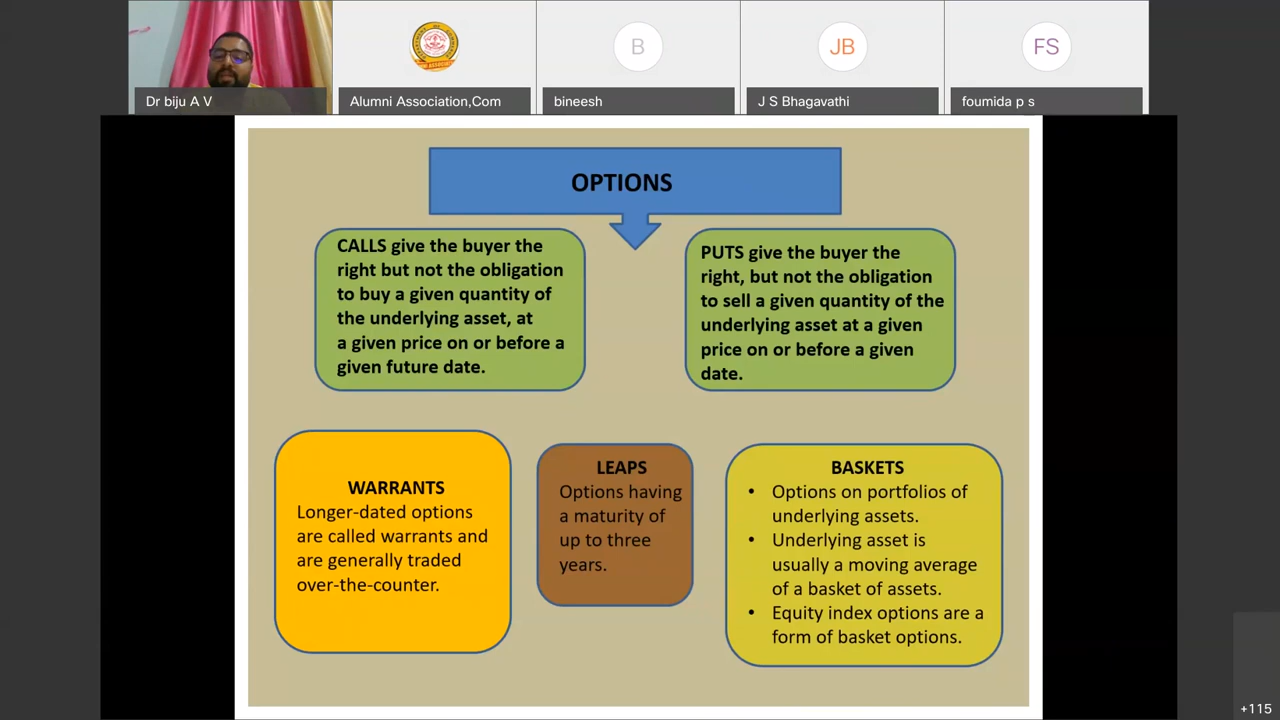 Dr biju A V
Alumni Association,Com
B
bineesh
JB
J S Bhagavathi
FS
foumida p s
OPTIONS
CALLS give the buyer the
right but not the obligation
to buy a given quantity of
the underlying asset, at
a given price on or before a
given future date.
PUTS give the buyer the
right, but not the obligation
to sell a given quantity of the
underlying asset at a given
price on or before a given
date.
WARRANTS
Longer-dated options
are called warrants and
are generally traded
over-the-counter.
LEAPS
Options having
a maturity of
up to three
years.
BASKETS
• Options on portfolios of
underlying assets.
• Underlying asset is
usually a moving average
of a basket of assets.
• Equity index options are a
form of basket options.
+115